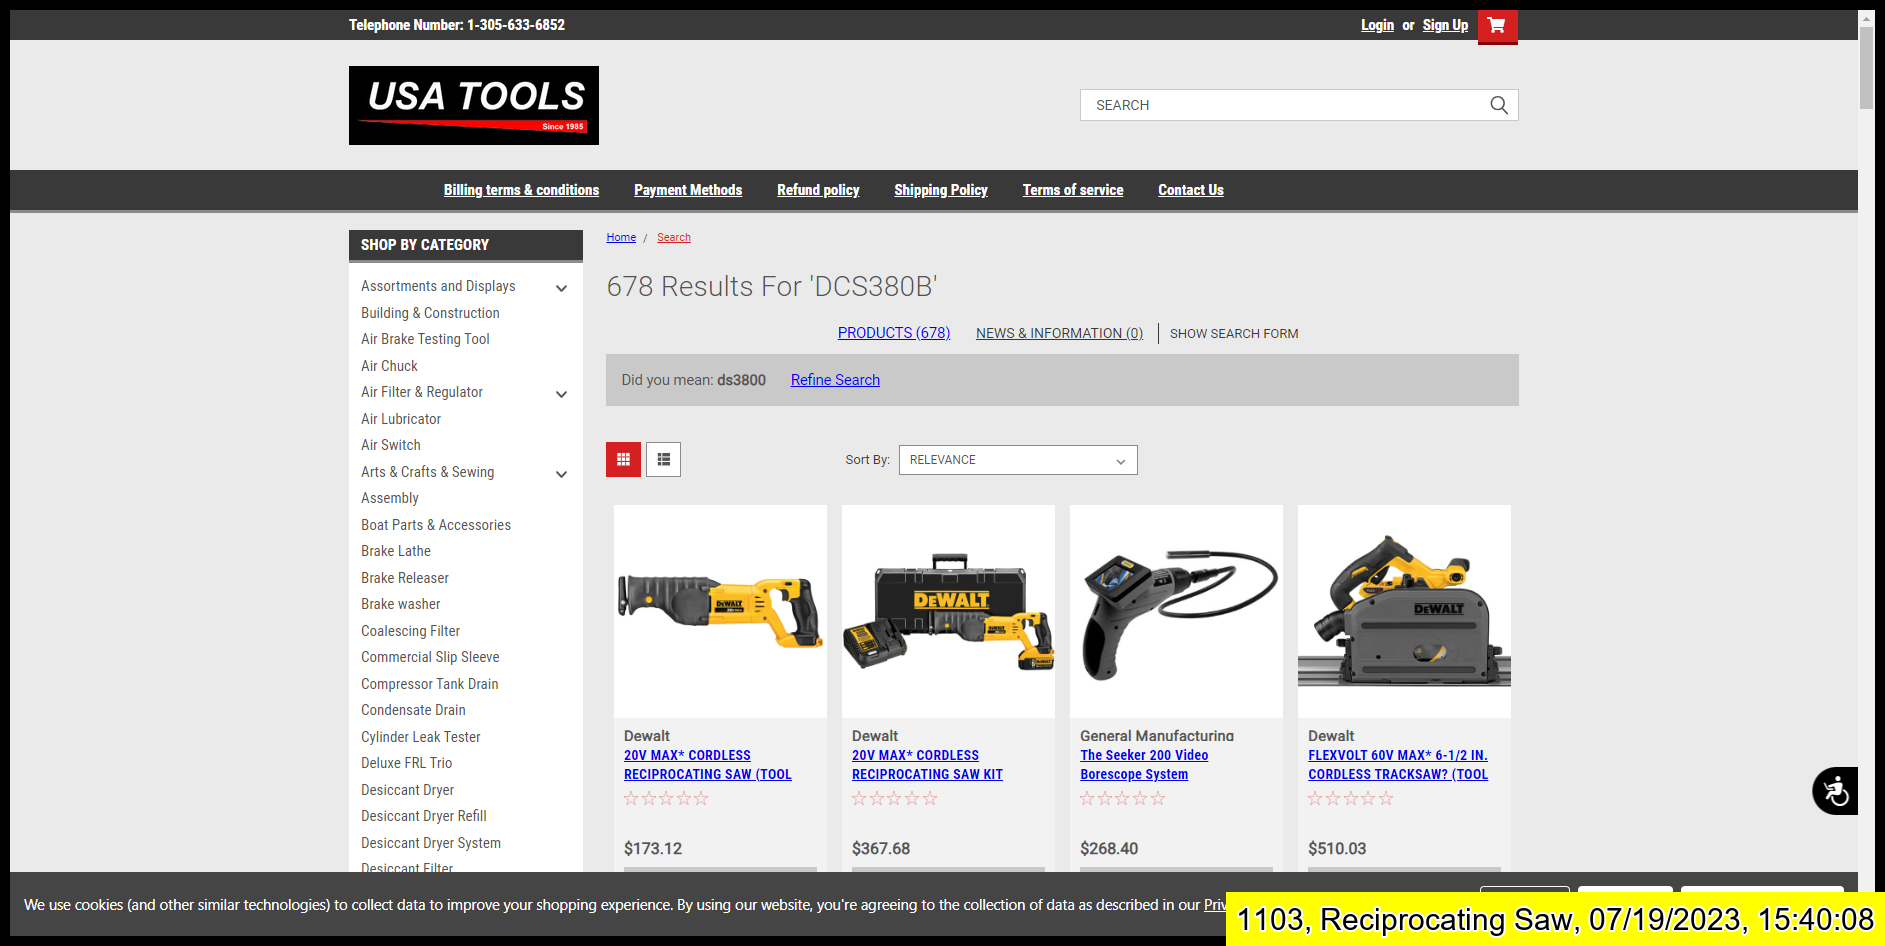 Telephone Number: 1-305-633-6852
Login or Sign Up
USA TOOLS
Since 1985
SEARCH
Billing terms & conditions
Payment Methods
Refund policy
Shipping Policy
Terms of service
Contact Us
SHOP BY CATEGORY
Assortments and Displays
Building & Construction
Air Brake Testing Tool
Air Chuck
Air Filter & Regulator
Air Lubricator
Air Switch
Arts & Crafts & Sewing
Assembly
Boat Parts & Accessories
Brake Lathe
Brake Releaser
Brake washer
Coalescing Filter
Commercial Slip Sleeve
Compressor Tank Drain
Condensate Drain
Cylinder Leak Tester
Deluxe FRL Trio
Desiccant Dryer
Desiccant Dryer Refill
Desiccant Dryer System
Desiccant Filter
Home / Search
678 Results For 'DCS380B'
PRODUCTS (678)
NEWS & INFORMATION (0)
SHOW SEARCH FORM
Did you mean: ds3800
Refine Search
Sort By:
RELEVANCE
DEWALT
Dewalt
20V MAX* CORDLESS
RECIPROCATING SAW (TOOL
$173.12
DEWALT
Dewalt
20V MAX* CORDLESS
RECIPROCATING SAW KIT
$367.68
General Manufacturing
The Seeker 200 Video
Borescope System
$268.40
DEWALT
Dewalt
FLEXVOLT 60V MAX* 6-1/2 IN.
CORDLESS TRACKSAW? (TOOL
$510.03
We use cookies (and other similar technologies) to collect data to improve your shopping experience. By using our website, you're agreeing to the collection of data as described in our
1103, Reciprocating Saw, 07/19/2023, 15:40:08